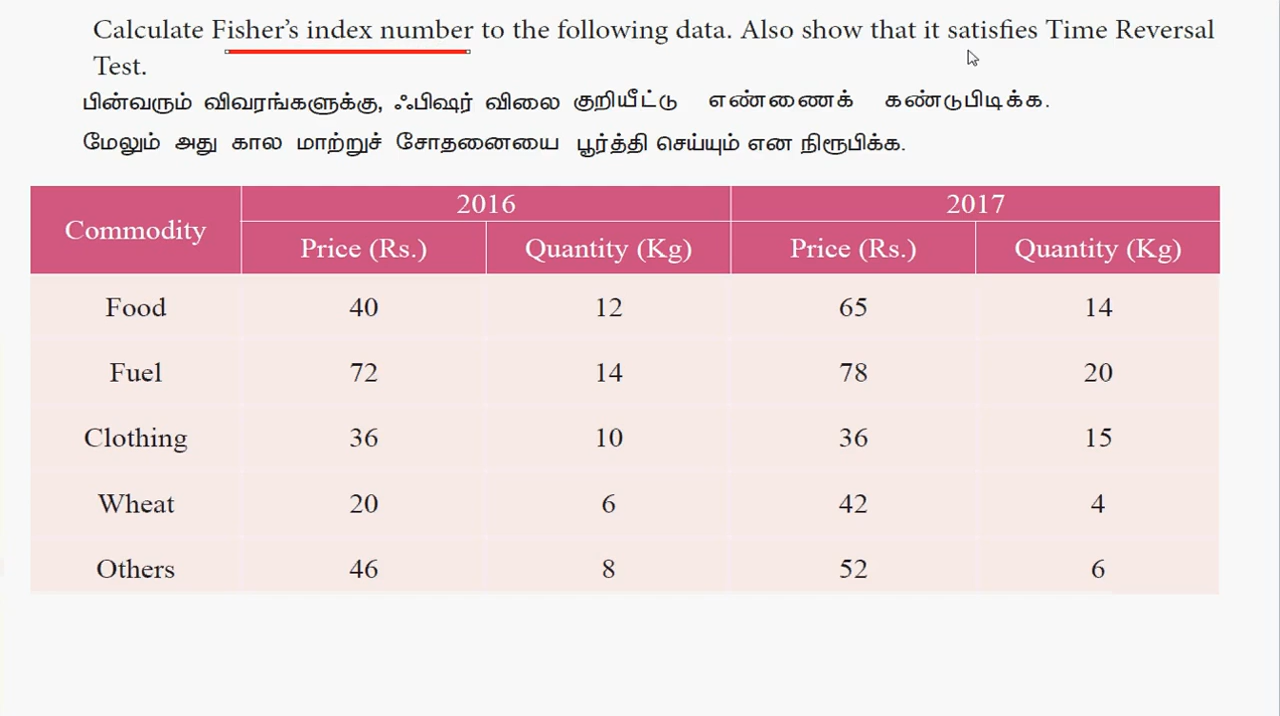 Calculate Fisher's index number to the following data. Also show that it satisfies Time Reversal
Test.
பின்வரும் விவரங்களுக்கு, ஃபிஷர் விலை குறியீட்டு எண்ணைக் கண்டுபிடிக்க.
மேலும் அது கால மாற்றுச் சோதனையை பூர்த்தி செய்யும் என நிரூபிக்க.
Commodity 2016 2017
Price (Rs.) Quantity (Kg) Price (Rs.) Quantity (Kg)
Food 40 12 65 14
Fuel 72 14 78 20
Clothing 36 10 36 15
Wheat 20 6 42 4
Others 46 8 52 6